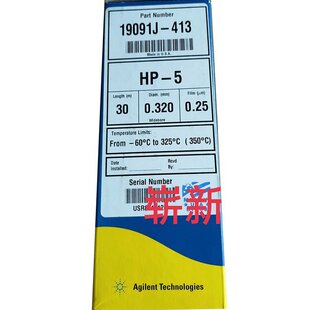 Part Number
19091J-413
Made in U.S.A.
HP-5
Length (m) Diam. (mm) Film (µm)
30 0.320 0.25
Widebore
Temperature Limits:
From -60°C to 325°C (350°C)
Date Installed: Rcvd By:
Serial Number
崭新
Agilent Technologies